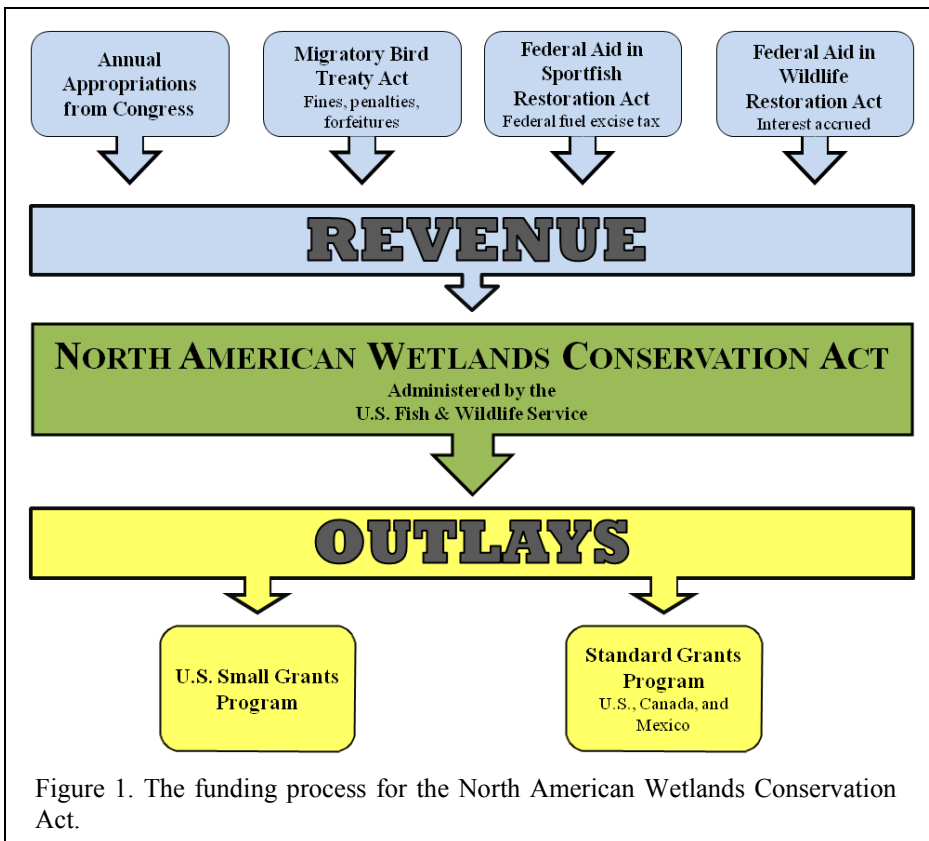 Annual
Appropriations
from Congress
Migratory Bird
Treaty Act
Fines, penalties,
forfeitures
Federal Aid in
Sportfish
Restoration Act
Federal fuel excise tax
Federal Aid in
Wildlife
Restoration Act
Interest accrued
REVENUE
NORTH AMERICAN WETLANDS CONSERVATION ACT
Administered by the
U.S. Fish & Wildlife Service
OUTLAYS
U.S. Small Grants
Program
Standard Grants
Program
U.S., Canada, and
Mexico
Figure 1. The funding process for the North American Wetlands Conservation
Act.